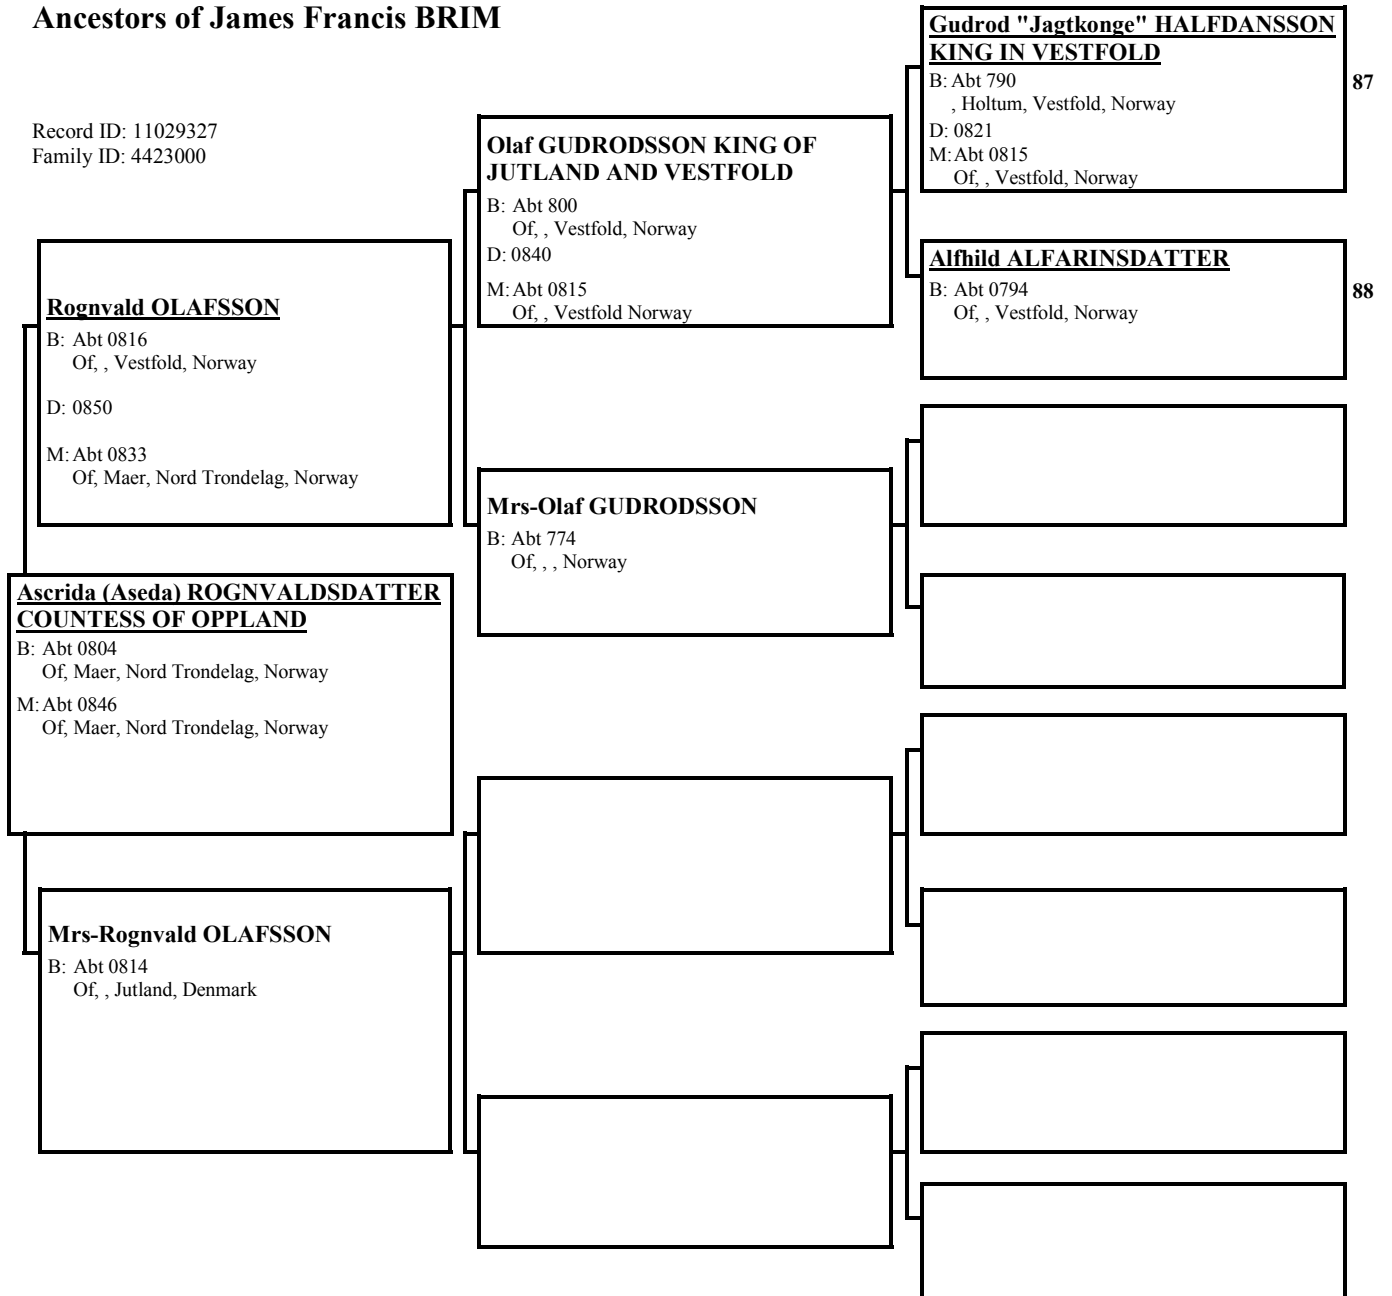 Ancestors of James Francis BRIM
Record ID: 11029327
Family ID: 4423000
Gudrod "Jagtkonge" HALFDANSSON
KING IN VESTFOLD
B: Abt 790
, Holtum, Vestfold, Norway
D: 0821
M: Abt 0815
Of, , Vestfold, Norway
87
Olaf GUDRODSSON KING OF
JUTLAND AND VESTFOLD
B: Abt 800
Of, , Vestfold, Norway
D: 0840
M: Abt 0815
Of, , Vestfold Norway
Alfhild ALFARINSDATTER
B: Abt 0794
Of, , Vestfold, Norway
88
Rognvald OLAFSSON
B: Abt 0816
Of, , Vestfold, Norway
D: 0850
M: Abt 0833
Of, Maer, Nord Trondelag, Norway
Mrs-Olaf GUDRODSSON
B: Abt 774
Of, , , Norway
Ascrida (Aseda) ROGNVALDSDATTER
COUNTESS OF OPPLAND
B: Abt 0804
Of, Maer, Nord Trondelag, Norway
M: Abt 0846
Of, Maer, Nord Trondelag, Norway
Mrs-Rognvald OLAFSSON
B: Abt 0814
Of, , Jutland, Denmark